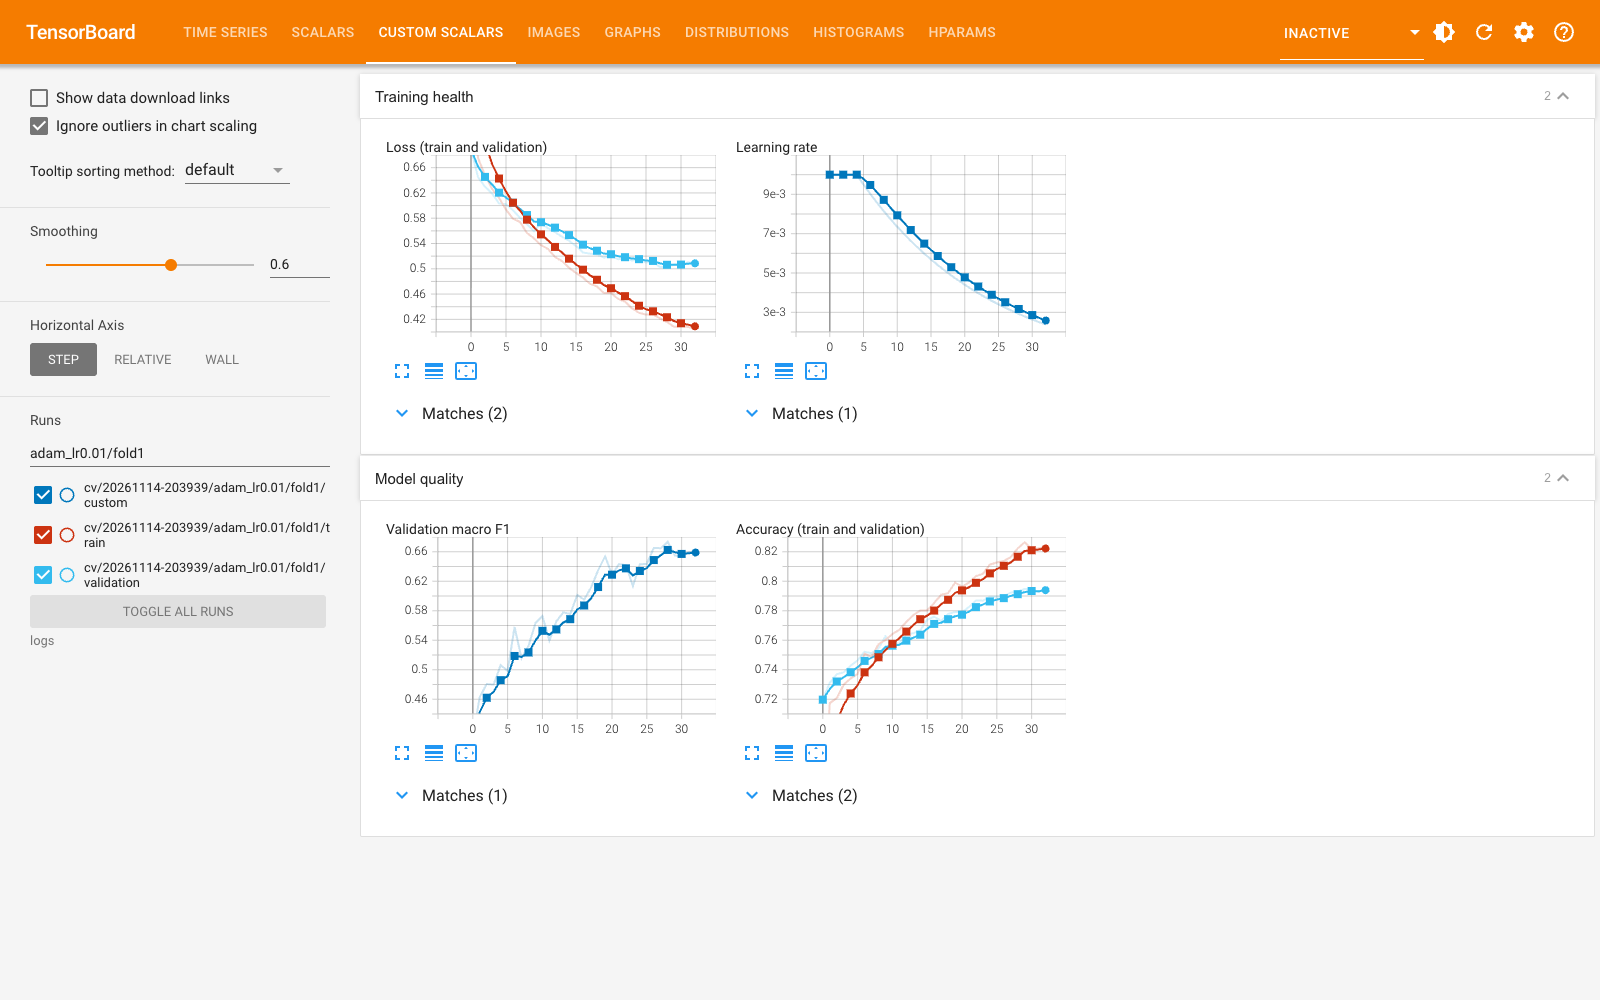 TensorBoard
TIME SERIES
SCALARS
CUSTOM SCALARS
IMAGES
GRAPHS
DISTRIBUTIONS
HISTOGRAMS
HPARAMS
INACTIVE
Show data download links
Ignore outliers in chart scaling
Tooltip sorting method:
default
Smoothing
0.6
Horizontal Axis
STEP
RELATIVE
WALL
Runs
adam_lr0.01/fold1
cv/20261114-203939/adam_lr0.01/fold1/
custom
cv/20261114-203939/adam_lr0.01/fold1/t
rain
cv/20261114-203939/adam_lr0.01/fold1/
validation
TOGGLE ALL RUNS
logs
Training health
2
Loss (train and validation)
0.66
0.62
0.58
0.54
0.5
0.46
0.42
0 5 10 15 20 25 30
Matches (2)
Learning rate
9e-3
7e-3
5e-3
3e-3
0 5 10 15 20 25 30
Matches (1)
Model quality
2
Validation macro F1
0.66
0.62
0.58
0.54
0.5
0.46
0 5 10 15 20 25 30
Matches (1)
Accuracy (train and validation)
0.82
0.8
0.78
0.76
0.74
0.72
0 5 10 15 20 25 30
Matches (2)